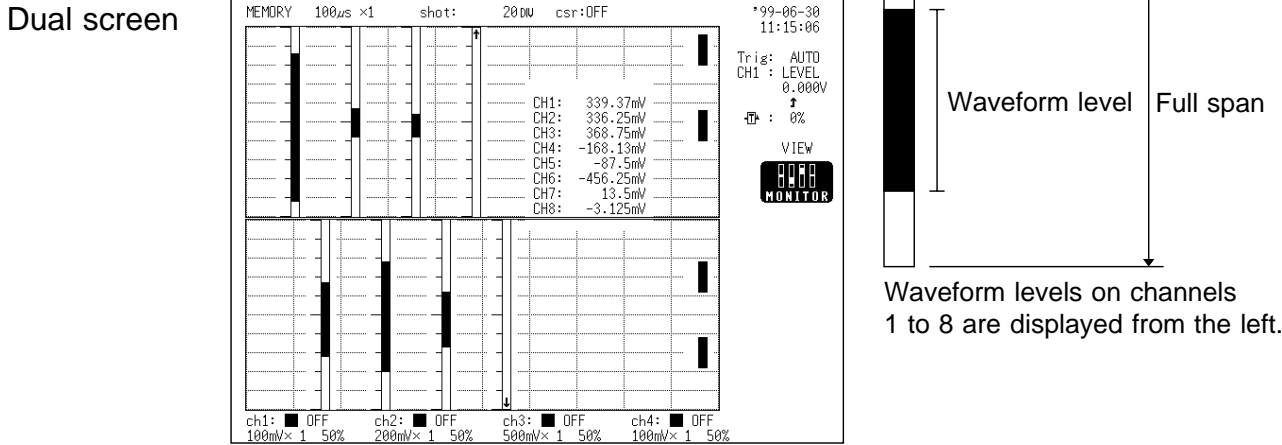 Dual screen
MEMORY 100µs ×1 shot: 20DIV csr:OFF
'99-06-30
11:15:06
Trig: AUTO
CH1 : LEVEL
0.000V
↑
T : 0%
VIEW
MONITOR
CH1: 339.37mV
CH2: 336.25mV
CH3: 368.75mV
CH4: -168.13mV
CH5: -87.5mV
CH6: -456.25mV
CH7: 13.5mV
CH8: -3.125mV
ch1: OFF ch2: OFF ch3: OFF ch4: OFF
100mV× 1 50% 200mV× 1 50% 500mV× 1 50% 100mV× 1 50%
Waveform level Full span
Waveform levels on channels
1 to 8 are displayed from the left.